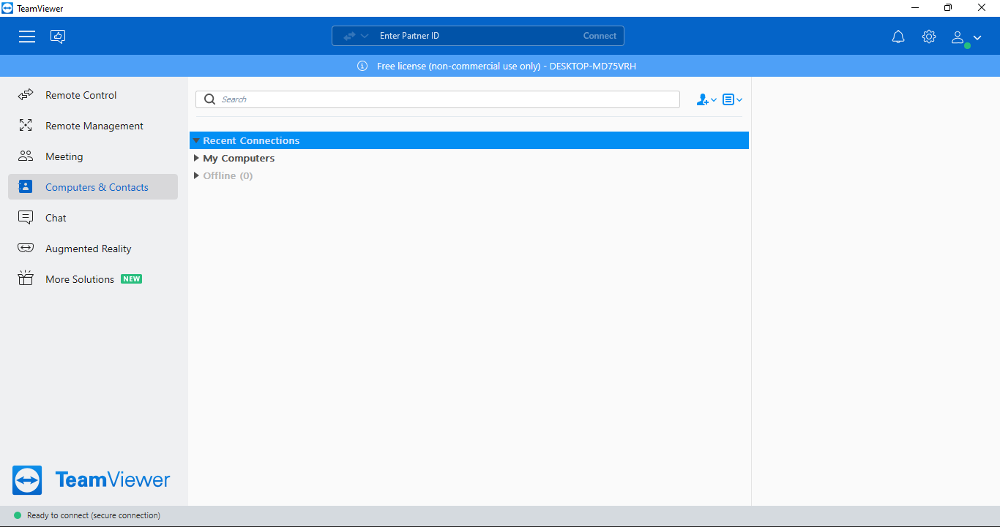 TeamViewer
Enter Partner ID
Connect
Free license (non-commercial use only) - DESKTOP-MD75VRH
Remote Control
Remote Management
Meeting
Computers & Contacts
Chat
Augmented Reality
More Solutions NEW
Search
Recent Connections
My Computers
Offline (0)
TeamViewer
Ready to connect (secure connection)